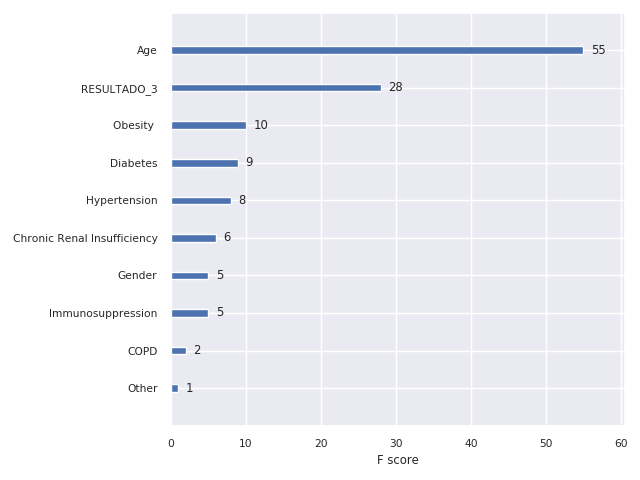 Age 55
RESULTADO_3 28
Obesity 10
Diabetes 9
Hypertension 8
Chronic Renal Insufficiency 6
Gender 5
Immunosuppression 5
COPD 2
Other 1
0 10 20 30 40 50 60
F score